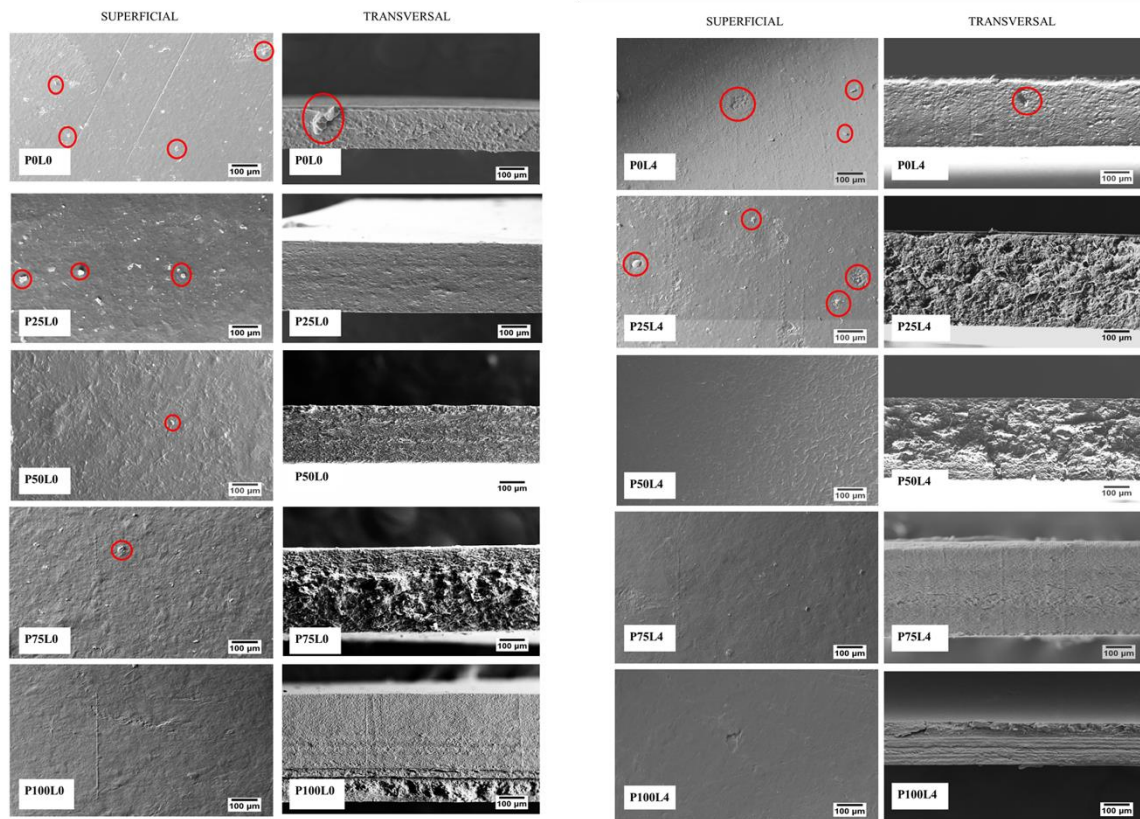 SUPERFICIAL TRANSVERSAL
P0L0 100 µm 100 µm
P25L0 100 µm P25L0 100 µm
P50L0 100 µm P50L0 100 µm
P75L0 100 µm P75L0 100 µm
P100L0 100 µm P100L0 100 µm
SUPERFICIAL TRANSVERSAL
P0L4 100 µm P0L4 100 µm
P25L4 100 µm P25L4 100 µm
P50L4 100 µm P50L4 100 µm
P75L4 100 µm P75L4 100 µm
P100L4 100 µm P100L4 100 µm